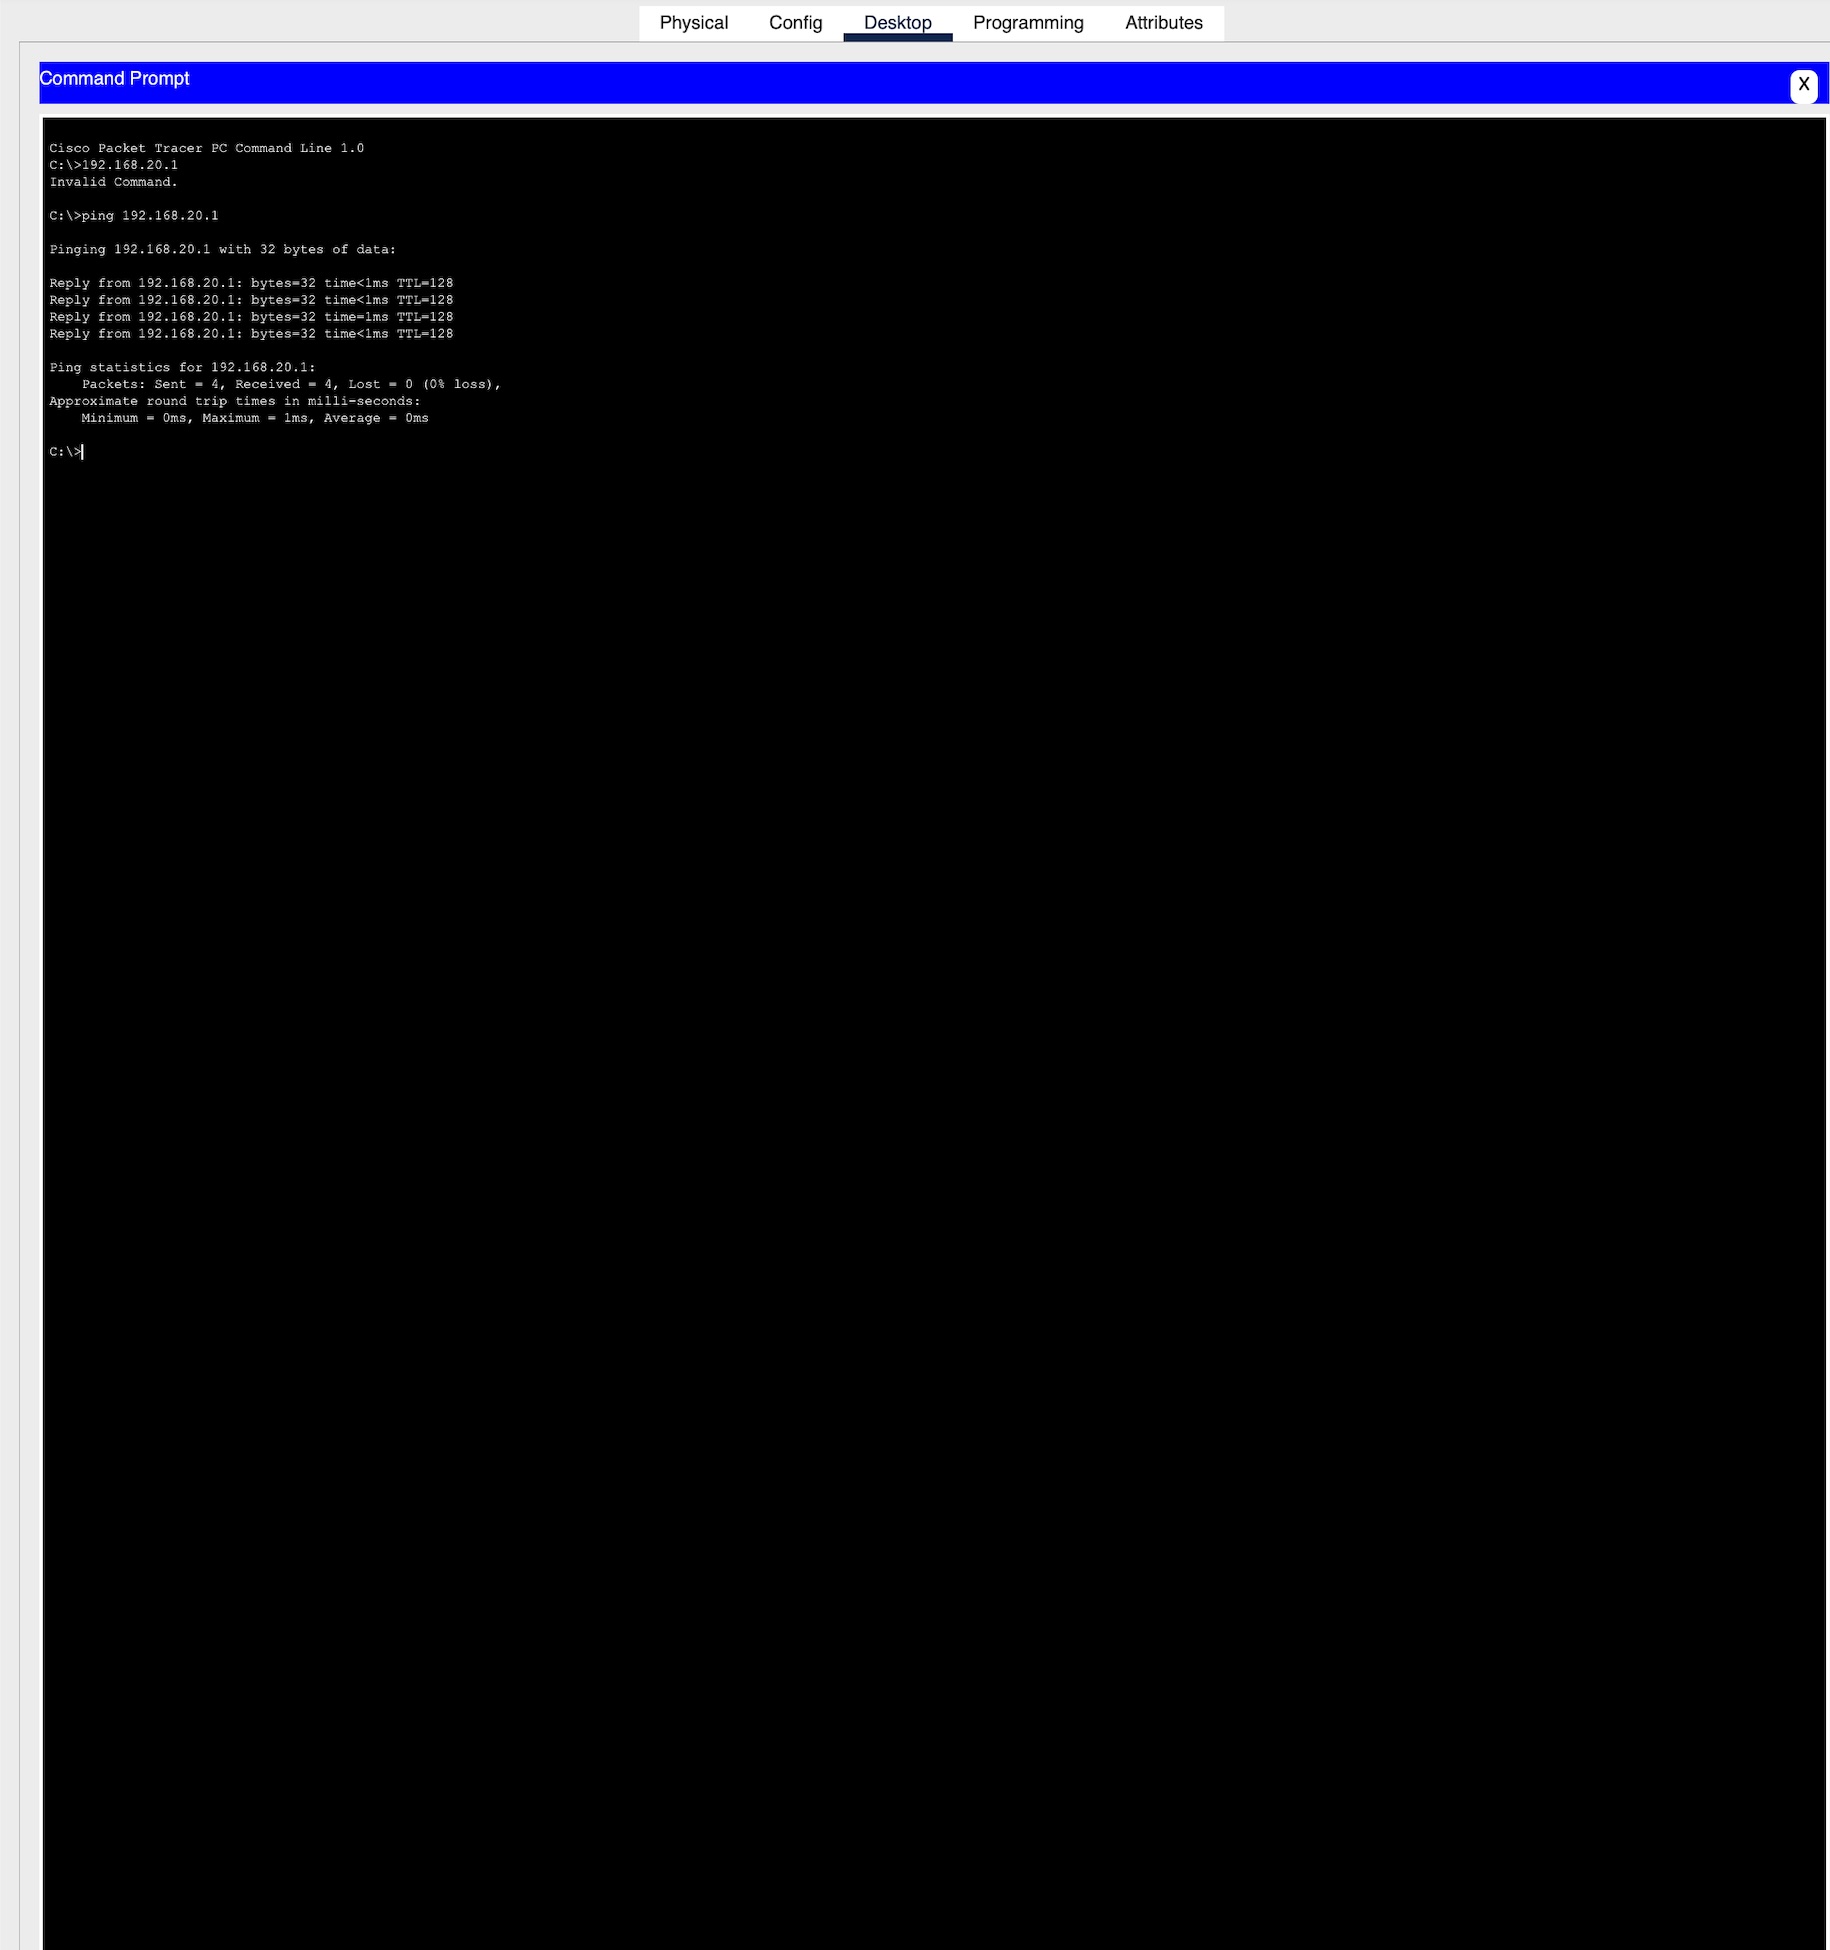 Physical Config Desktop Programming Attributes
Command Prompt
X
Cisco Packet Tracer PC Command Line 1.0
C:\>192.168.20.1
Invalid Command.
C:\>ping 192.168.20.1
Pinging 192.168.20.1 with 32 bytes of data:
Reply from 192.168.20.1: bytes=32 time<1ms TTL=128
Reply from 192.168.20.1: bytes=32 time<1ms TTL=128
Reply from 192.168.20.1: bytes=32 time=1ms TTL=128
Reply from 192.168.20.1: bytes=32 time<1ms TTL=128
Ping statistics for 192.168.20.1:
Packets: Sent = 4, Received = 4, Lost = 0 (0% loss),
Approximate round trip times in milli-seconds:
Minimum = 0ms, Maximum = 1ms, Average = 0ms
C:\>